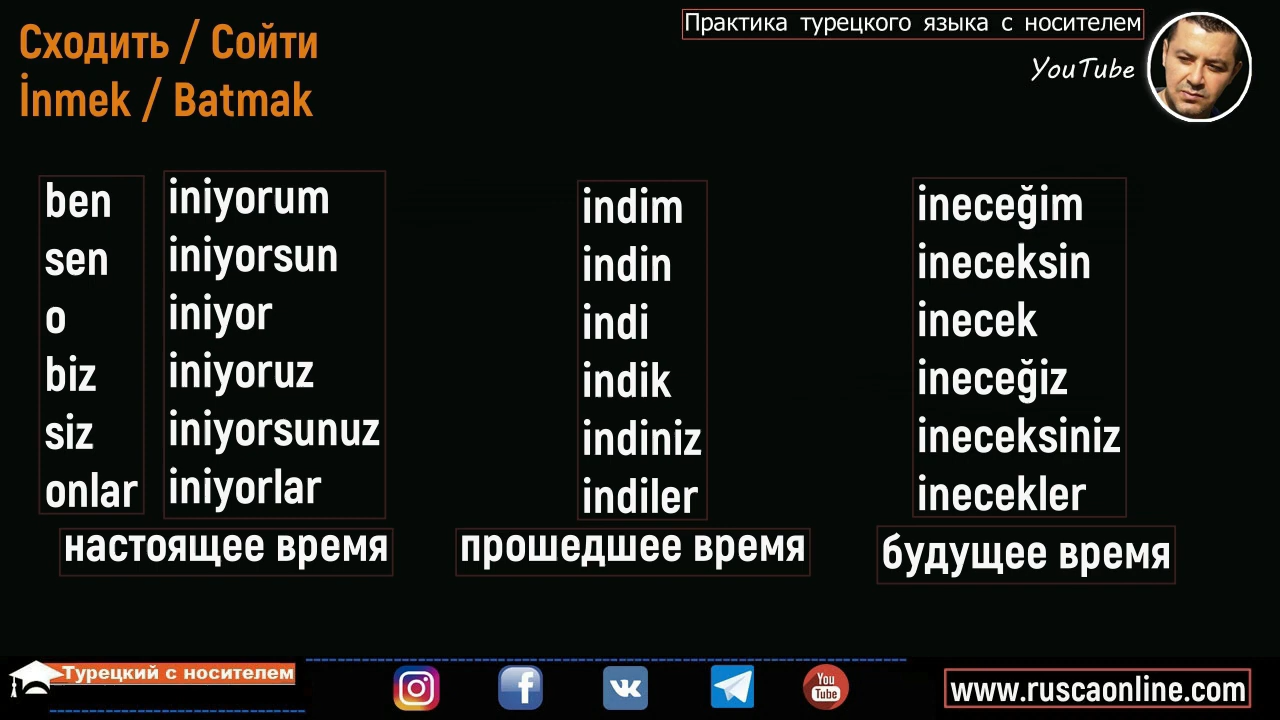 Сходить / Сойти
İnmek / Batmak
Практика турецкого языка с носителем
YouTube
ben iniyorum indim ineceğim
sen iniyorsun indin ineceksin
o iniyor indi inecek
biz iniyoruz indik ineceğiz
siz iniyorsunuz indiniz ineceksiniz
onlar iniyorlar indiler inecekler
настоящее время прошедшее время будущее время
Турецкий с носителем
You
Tube
www.ruscaonline.com